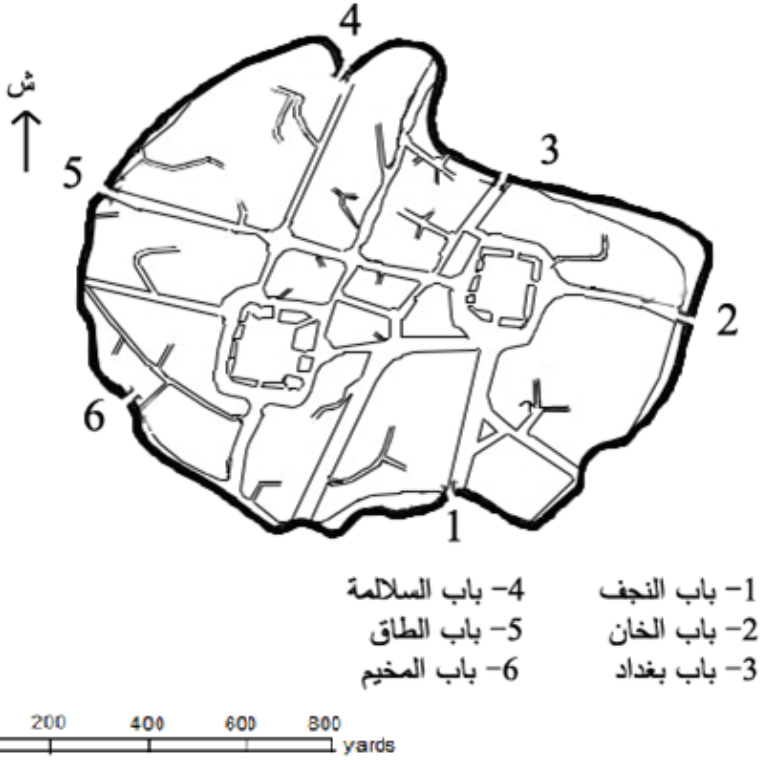 4
ش
3
5
2
6
1
1- باب النجف 4- باب السلالمة
2- باب الخان 5- باب الطاق
3- باب بغداد 6- باب المخيم
200 400 600 800 yards